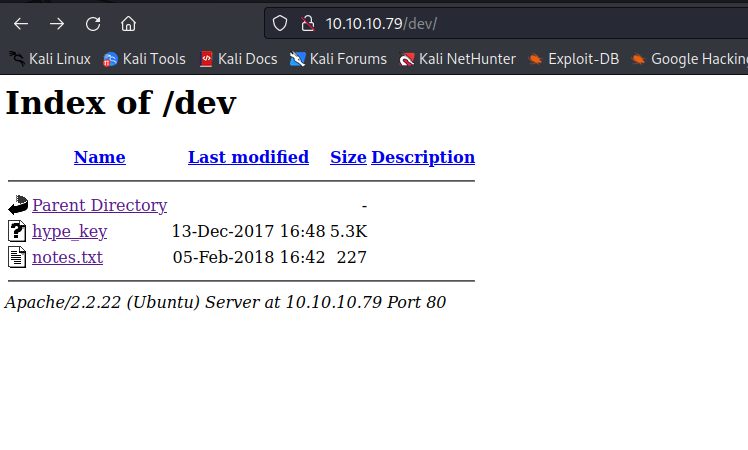 10.10.10.79/dev/
Kali Linux Kali Tools Kali Docs Kali Forums Kali NetHunter Exploit-DB Google Hacking
Index of /dev
Name Last modified Size Description
Parent Directory -
hype_key 13-Dec-2017 16:48 5.3K
notes.txt 05-Feb-2018 16:42 227
Apache/2.2.22 (Ubuntu) Server at 10.10.10.79 Port 80